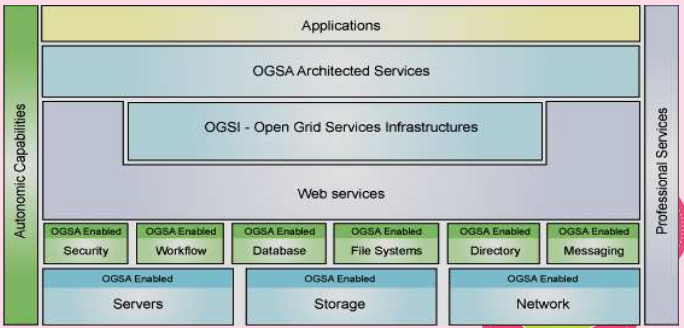 Applications
OGSA Architected Services
OGSI - Open Grid Services Infrastructures
Web services
Autonomic Capabilities
Professional Services
OGSA Enabled
Security
OGSA Enabled
Workflow
OGSA Enabled
Database
OGSA Enabled
File Systems
OGSA Enabled
Directory
OGSA Enabled
Messaging
OGSA Enabled
Servers
OGSA Enabled
Storage
OGSA Enabled
Network